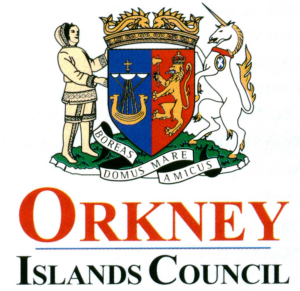 BOREAS
DOMUS MARE
AMICUS
ORKNEY
ISLANDS COUNCIL